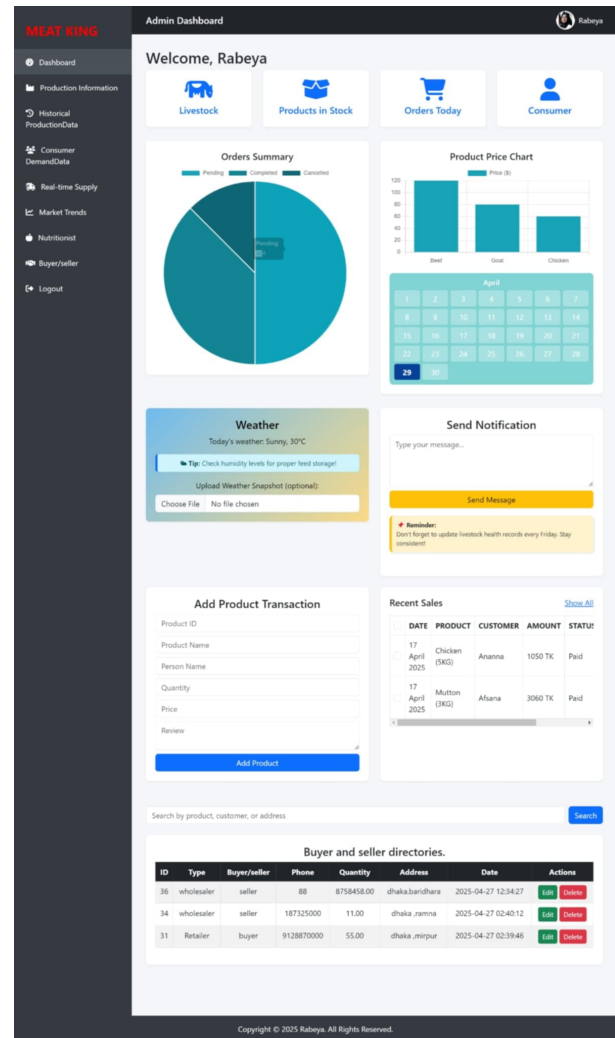 MEAT KING
Dashboard
Production Information
Historical
ProductionData
Consumer
DemandData
Real-time Supply
Market Trends
Nutritionist
Buyer/seller
Logout
Admin Dashboard
Rabeya
Welcome, Rabeya
Livestock
Products in Stock
Orders Today
Consumer
Orders Summary
Pending Completed Cancelled
Pending
Product Price Chart
Price ($)
120
100
80
60
40
20
0
Beef Goat Chicken
April
1 2 3 4 5 6 7
8 9 10 11 12 13 14
15 16 17 18 19 20 21
22 23 24 25 26 27 28
29 30
Weather
Today's weather: Sunny, 30°C
Tip: Check humidity levels for proper feed storage!
Upload Weather Snapshot (optional):
Choose File No file chosen
Send Notification
Type your message...
Send Message
Reminder:
Don't forget to update livestock health records every Friday. Stay
consistent!
Add Product Transaction
Product ID
Product Name
Person Name
Quantity
Price
Review
Add Product
Recent Sales Show All
DATE PRODUCT CUSTOMER AMOUNT STATUS
17 April 2025 Chicken (5KG) Ananna 1050 TK Paid
17 April 2025 Mutton (3KG) Afsana 3060 TK Paid
Search by product, customer, or address Search
Buyer and seller directories.
ID Type Buyer/seller Phone Quantity Address Date Actions
36 wholesaler seller 88 8758458.00 dhaka,baridhara 2025-04-27 12:34:27 Edit Delete
34 wholesaler seller 187325000 11.00 dhaka ,ramna 2025-04-27 02:40:12 Edit Delete
31 Retailer buyer 9128870000 55.00 dhaka ,mirpur 2025-04-27 02:39:46 Edit Delete
Copyright © 2025 Rabeya. All Rights Reserved.